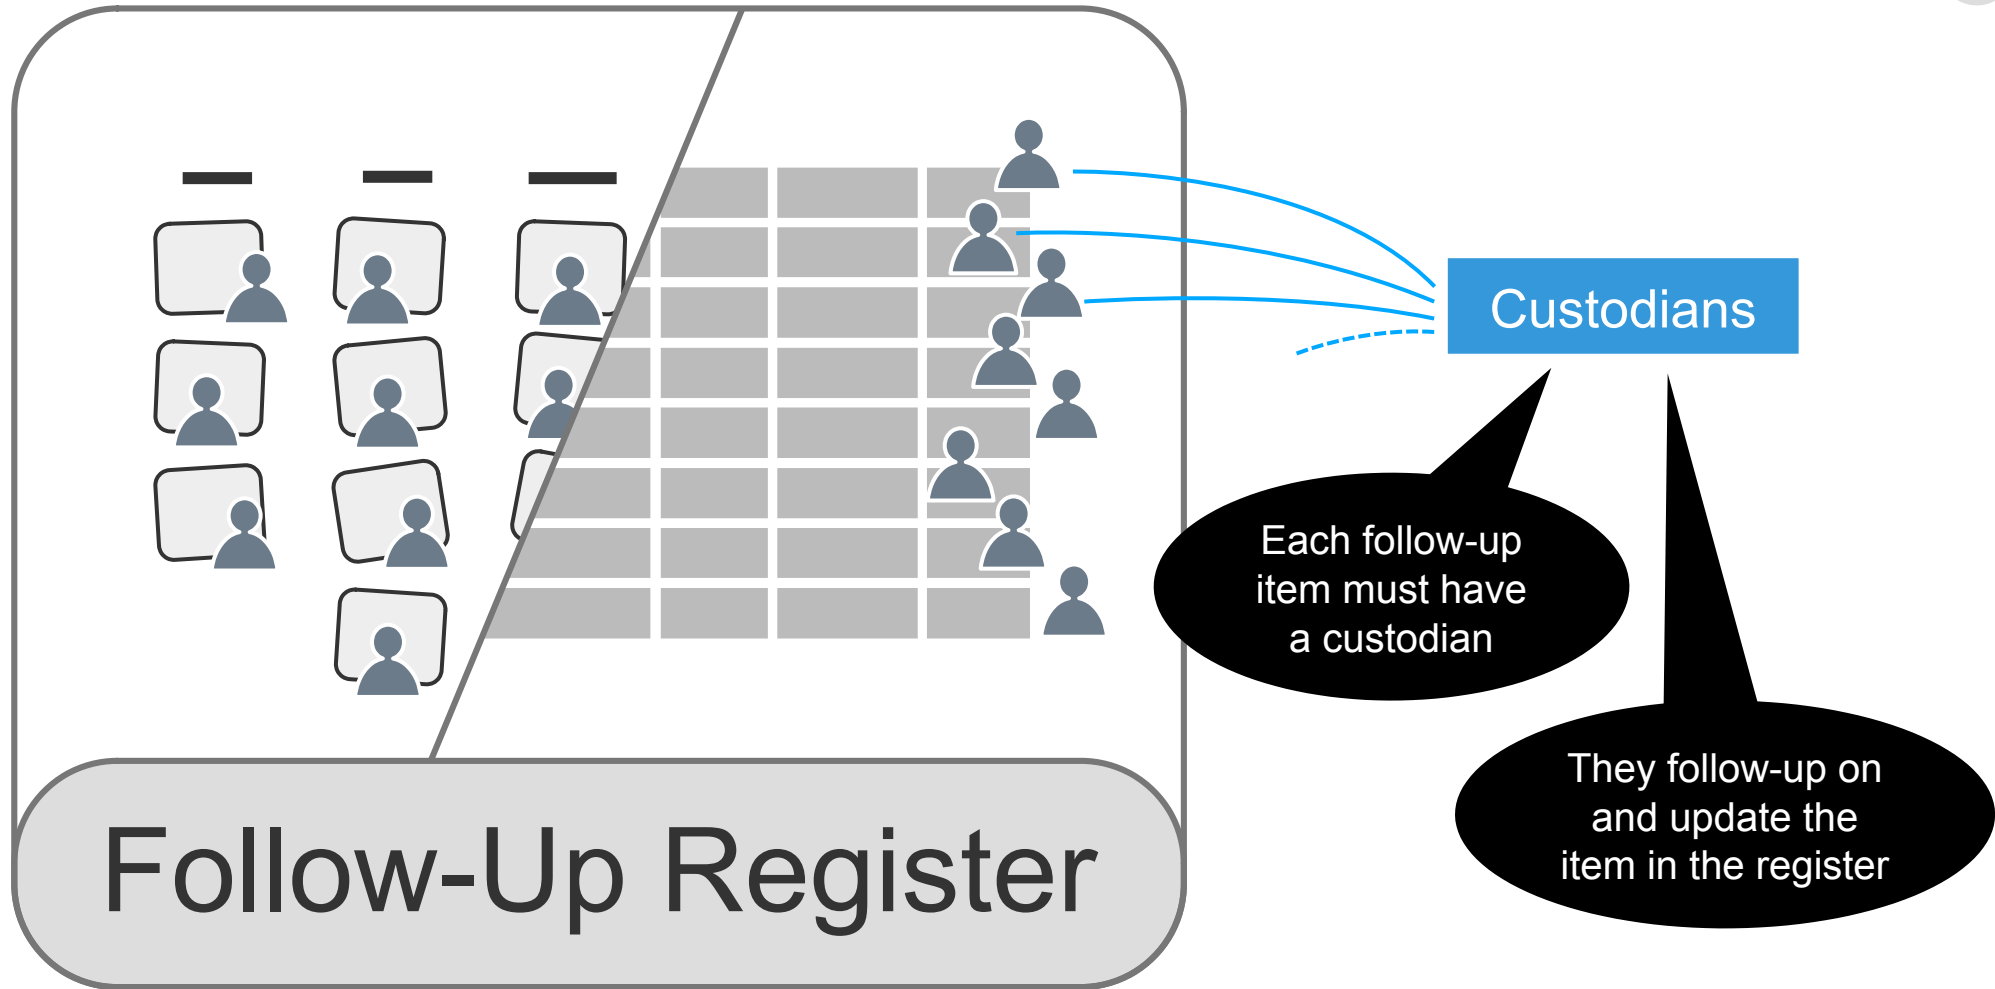 Custodians
Each follow-up
item must have
a custodian
They follow-up on
and update the
item in the register
Follow-Up Register